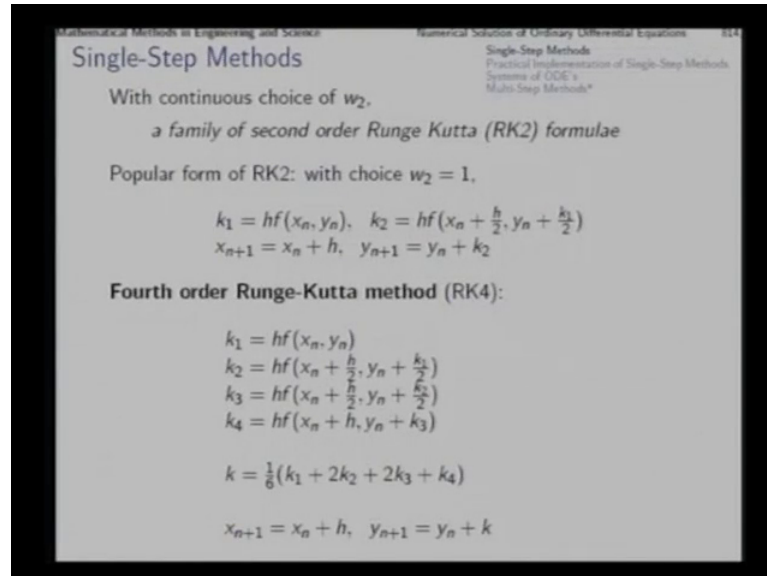 Mathematical Methods in Engineering and Science Numerical Solution of Ordinary Differential Equations 814
Single-Step Methods
Single-Step Methods
Practical Implementation of Single-Step Methods
Systems of ODE's
Multi-Step Methods*
With continuous choice of w₂,
a family of second order Runge Kutta (RK2) formulae
Popular form of RK2: with choice w₂ = 1,
k₁ = hf(xₙ, yₙ), k₂ = hf(xₙ + h/2, yₙ + k₁/2)
xₙ₊₁ = xₙ + h, yₙ₊₁ = yₙ + k₂
Fourth order Runge-Kutta method (RK4):
k₁ = hf(xₙ, yₙ)
k₂ = hf(xₙ + h/2, yₙ + k₁/2)
k₃ = hf(xₙ + h/2, yₙ + k₂/2)
k₄ = hf(xₙ + h, yₙ + k₃)
k = 1/6(k₁ + 2k₂ + 2k₃ + k₄)
xₙ₊₁ = xₙ + h, yₙ₊₁ = yₙ + k